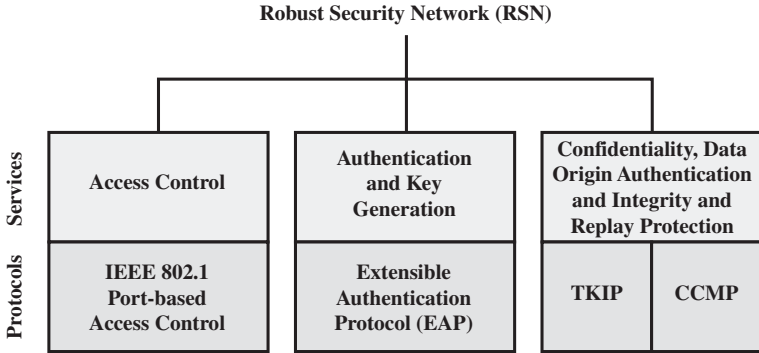 Robust Security Network (RSN)
Services
Access Control
Authentication
and Key
Generation
Confidentiality, Data
Origin Authentication
and Integrity and
Replay Protection
Protocols
IEEE 802.1
Port-based
Access Control
Extensible
Authentication
Protocol (EAP)
TKIP
CCMP